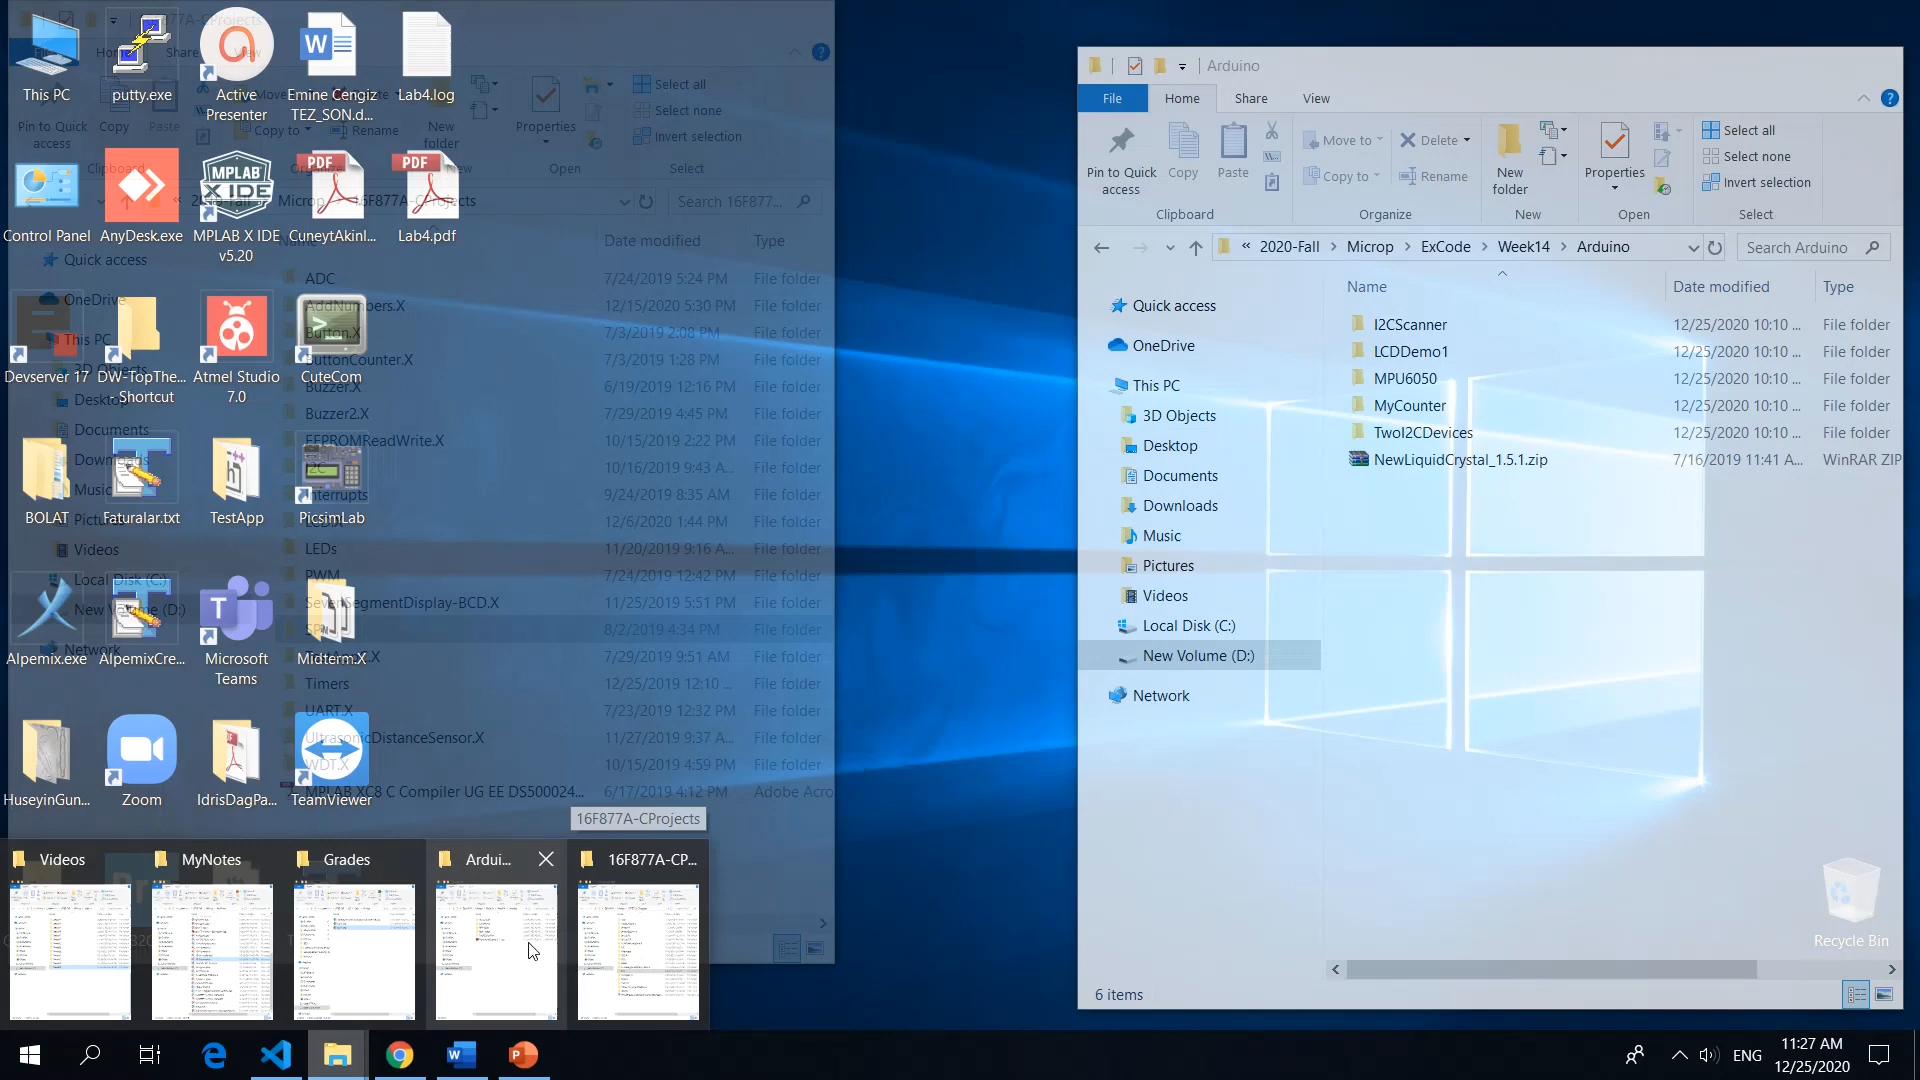 This PC
putty.exe
Active
Presenter
Emine Cengiz
TEZ_SON.d...
Lab4.log
Pin to Quick
access
Copy
Paste
Move to
Copy to
Rename
New
folder
Properties
Select all
Select none
Invert selection
Clipboard
Open
Select
Control Panel
AnyDesk.exe
MPLAB X IDE
v5.20
CuneytAkinl...
Lab4.pdf
Microp
16F877A-CProjects
Search 16F877...
Date modified
Type
Quick access
OneDrive
This PC
Documents
Music
Videos
Local Disk (C:)
New Volume (D:)
Network
ADC
7/24/2019 5:24 PM
File folder
AddNumbers.X
12/15/2020 5:30 PM
File folder
Button.X
7/3/2019 2:08 PM
File folder
ButtonCounter.X
7/3/2019 1:28 PM
File folder
Buzzer.X
6/19/2019 12:16 PM
File folder
Buzzer2.X
7/29/2019 4:45 PM
File folder
EEPROMReadWrite.X
10/15/2019 2:22 PM
File folder
I2C
10/16/2019 9:43 A...
File folder
Interrupts
9/24/2019 8:35 AM
File folder
12/6/2020 1:44 PM
File folder
LEDs
11/20/2019 9:16 A...
File folder
PWM
7/24/2019 12:42 PM
File folder
SevenSegmentDisplay-BCD.X
11/25/2019 5:51 PM
File folder
8/2/2019 4:34 PM
File folder
7/29/2019 9:51 AM
File folder
Timers
12/25/2019 12:10 ...
File folder
UART.X
7/23/2019 12:32 PM
File folder
UltrasonicDistanceSensor.X
11/27/2019 9:37 A...
File folder
WDT.X
10/15/2019 4:59 PM
File folder
MPLAB XC8 C Compiler UG EE DS500024...
6/17/2019 4:12 PM
Adobe Acro
Devserver 17
DW-TopThe...
- Shortcut
Atmel Studio
7.0
CuteCom
BOLAT
Faturalar.txt
TestApp
PicsimLab
Alpemix.exe
AlpemixCre...
Microsoft
Teams
Midterm.X
HuseyinGun...
Zoom
IdrisDagPa...
TeamViewer
16F877A-CProjects
Videos
MyNotes
Grades
Ardui...
16F877A-CP...
Arduino
File
Home
Share
View
Pin to Quick
access
Copy
Paste
Move to
Copy to
Delete
Rename
New
folder
Properties
Select all
Select none
Invert selection
Clipboard
Organize
New
Open
Select
« 2020-Fall > Microp > ExCode > Week14 > Arduino
Search Arduino
Name
Date modified
Type
Quick access
OneDrive
This PC
3D Objects
Desktop
Documents
Downloads
Music
Pictures
Videos
Local Disk (C:)
New Volume (D:)
Network
I2CScanner
12/25/2020 10:10 ...
File folder
LCDDemo1
12/25/2020 10:10 ...
File folder
MPU6050
12/25/2020 10:10 ...
File folder
MyCounter
12/25/2020 10:10 ...
File folder
TwoI2CDevices
12/25/2020 10:10 ...
File folder
NewLiquidCrystal_1.5.1.zip
7/16/2019 11:41 A...
WinRAR ZIP
6 items
Recycle Bin
ENG
11:27 AM
12/25/2020